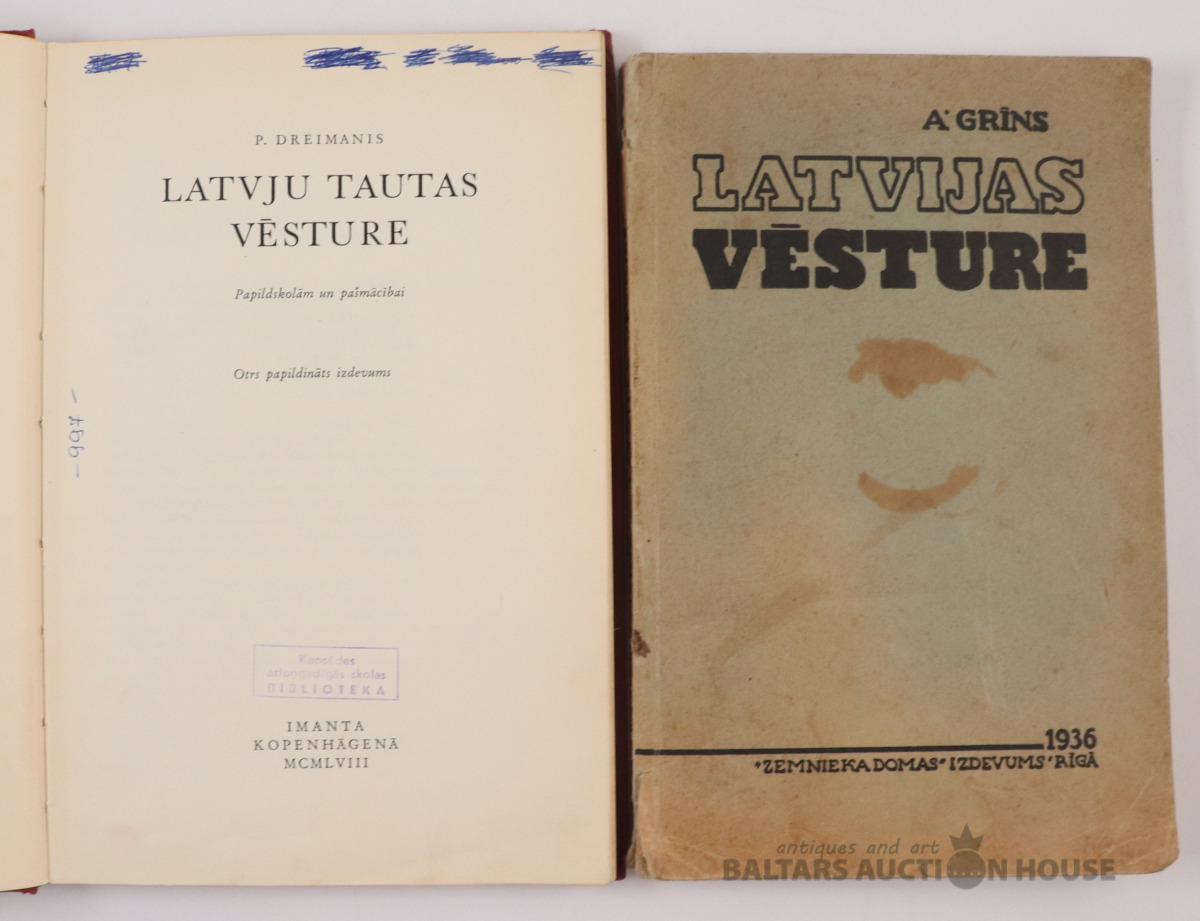 P. DREIMANIS
LATVJU TAUTAS
VĒSTURE
Papildskolām un pašmācībai
Otrs papildināts izdevums
BIBLIOTEKA
IMANTA
KOPENHĀGENĀ
MCMLVIII
A. GRĪNS
LATVIJAS
VĒSTURE
1936
"ZEMNIEKA DOMAS" IZDEVUMS RĪGĀ
antiques and art
BALTARS AUCTION HOUSE